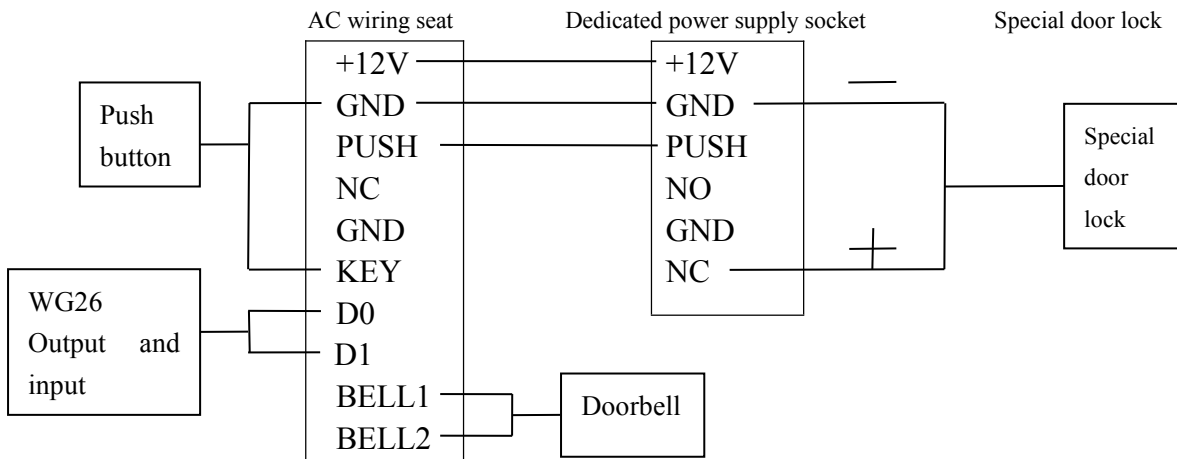 AC wiring seat
Dedicated power supply socket
Special door lock
Push
button
WG26
Output and
input
+12V
GND
PUSH
NC
GND
KEY
D0
D1
BELL1
BELL2
+12V
GND
PUSH
NO
GND
NC
—
+
Special
door
lock
Doorbell